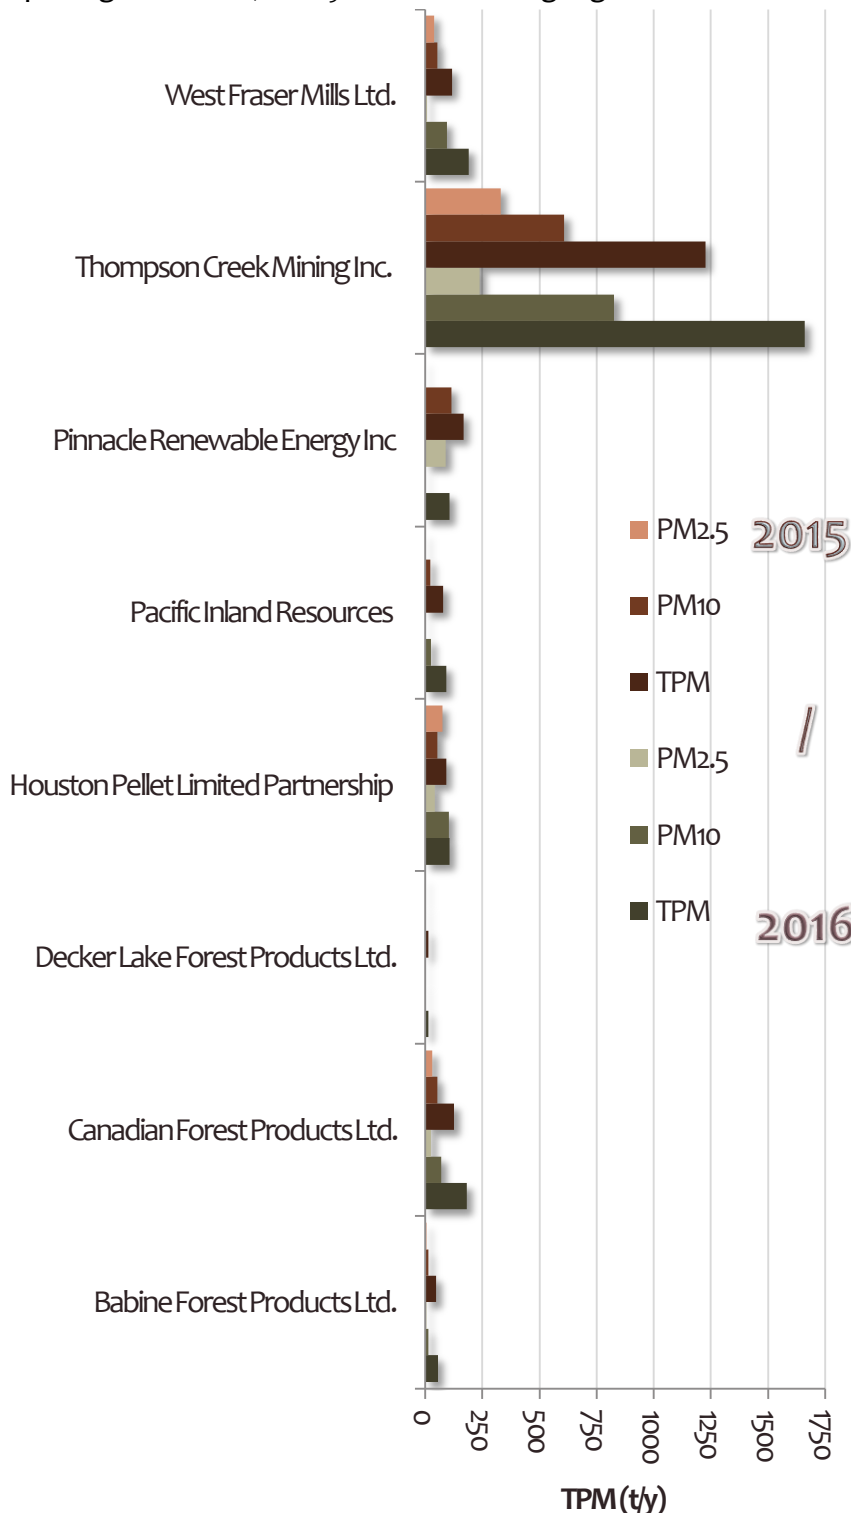 West Fraser Mills Ltd.
Thompson Creek Mining Inc.
Pinnacle Renewable Energy Inc
PM2.5 2015
PM10
Pacific Inland Resources
TPM
/
PM2.5
Houston Pellet Limited Partnership
PM10
TPM 2016
Decker Lake Forest Products Ltd.
Canadian Forest Products Ltd.
Babine Forest Products Ltd.
0 250 500 750 1000 1250 1500 1750
TPM (t/y)